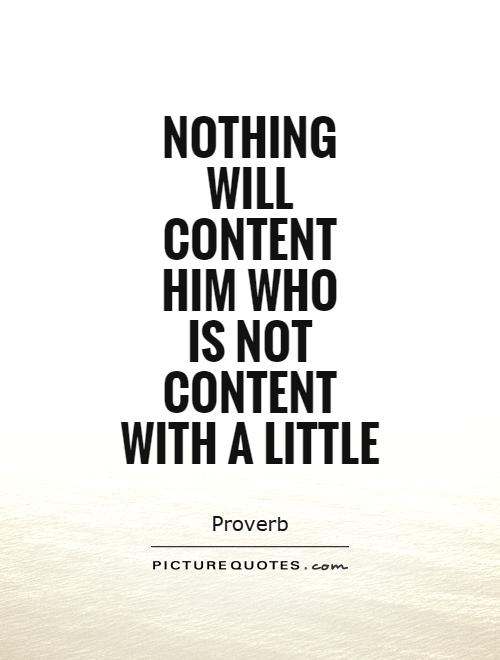 NOTHING
WILL
CONTENT
HIM WHO
IS NOT
CONTENT
WITH A LITTLE
Proverb
PICTUREQUOTES.com